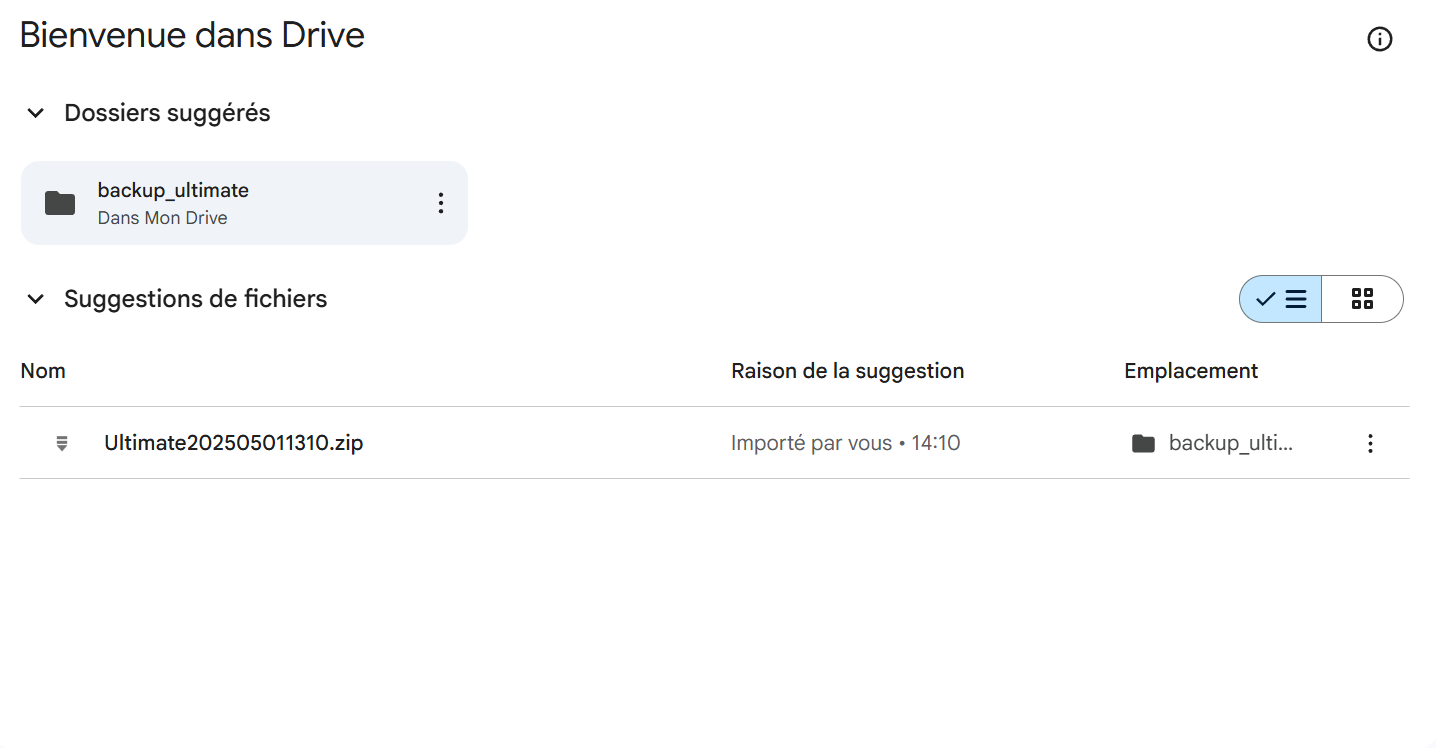 Bienvenue dans Drive
Dossiers suggérés
backup_ultimate
Dans Mon Drive
Suggestions de fichiers
Nom Raison de la suggestion Emplacement
Ultimate202505011310.zip Importé par vous • 14:10 backup_ulti...